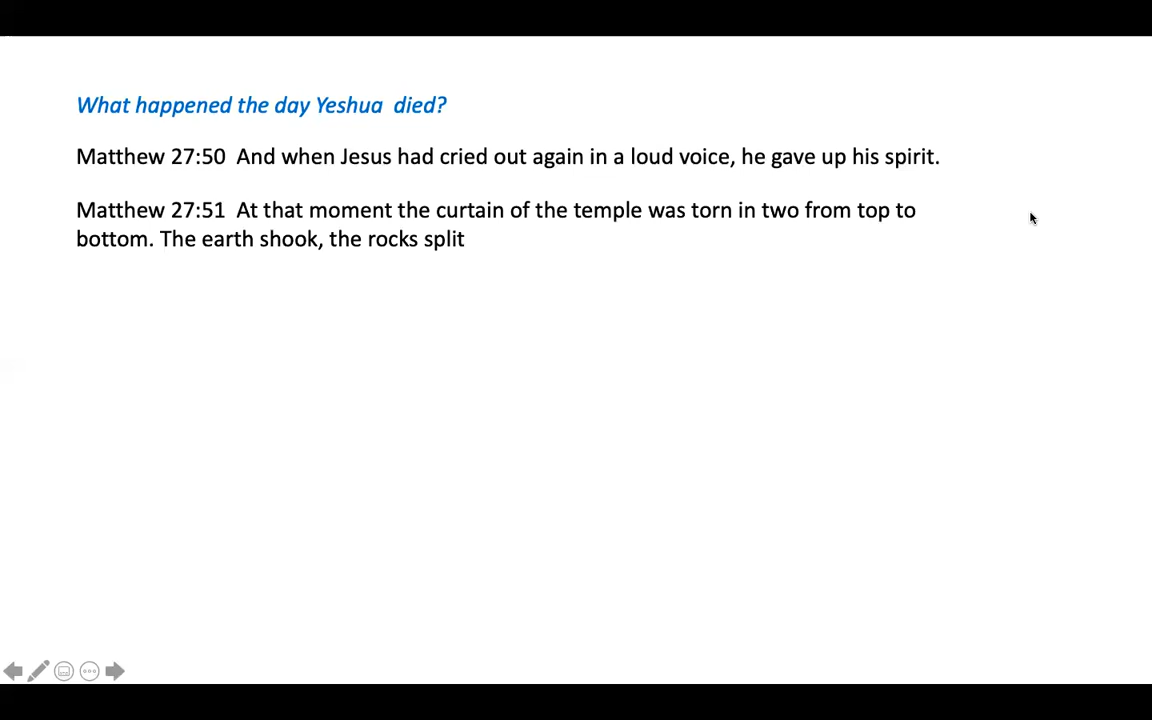 What happened the day Yeshua  died?
Matthew 27:50  And when Jesus had cried out again in a loud voice, he gave up his spirit.
Matthew 27:51  At that moment the curtain of the temple was torn in two from top to
bottom. The earth shook, the rocks split